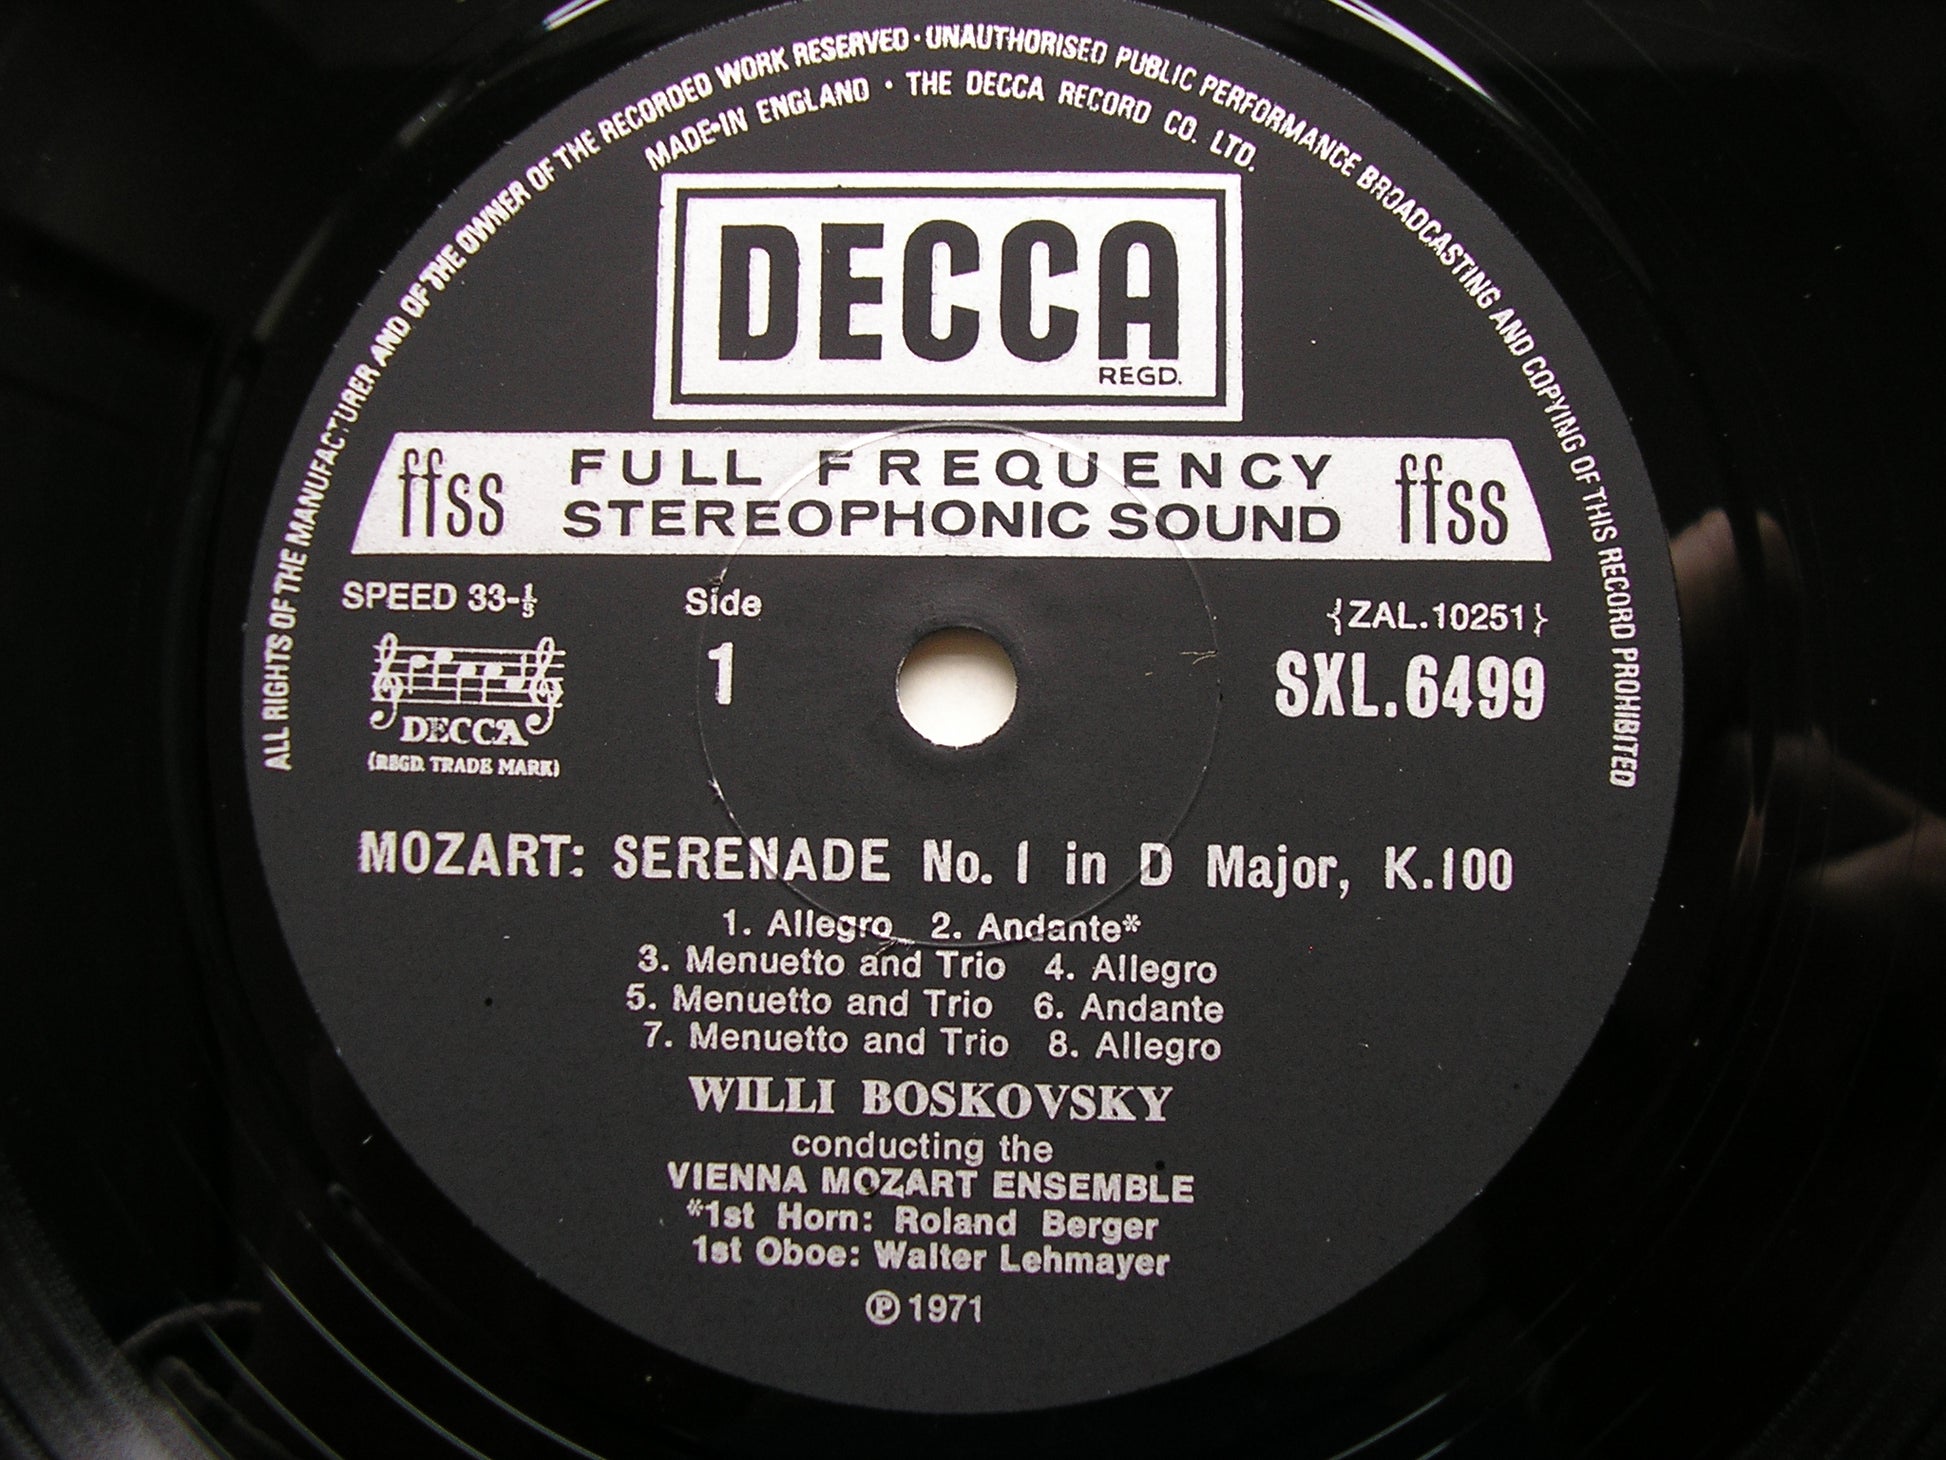 ALL RIGHTS OF THE MANUFACTURER AND OF THE OWNER OF THE RECORDED WORK RESERVED · UNAUTHORISED PUBLIC PERFORMANCE BROADCASTING AND COPYING OF THIS RECORD PROHIBITED
MADE IN ENGLAND · THE DECCA RECORD CO. LTD.
DECCA
REGD.
ffss FULL FREQUENCY STEREOPHONIC SOUND ffss
SPEED 33-⅓
Side
1
{ZAL.10251}
SXL.6499
DECCA
(REGD. TRADE MARK)
MOZART: SERENADE No. 1 in D Major, K.100
1. Allegro 2. Andante*
3. Menuetto and Trio 4. Allegro
5. Menuetto and Trio 6. Andante
7. Menuetto and Trio 8. Allegro
WILLI BOSKOVSKY
conducting the
VIENNA MOZART ENSEMBLE
*1st Horn: Roland Berger
1st Oboe: Walter Lehmayer
℗ 1971